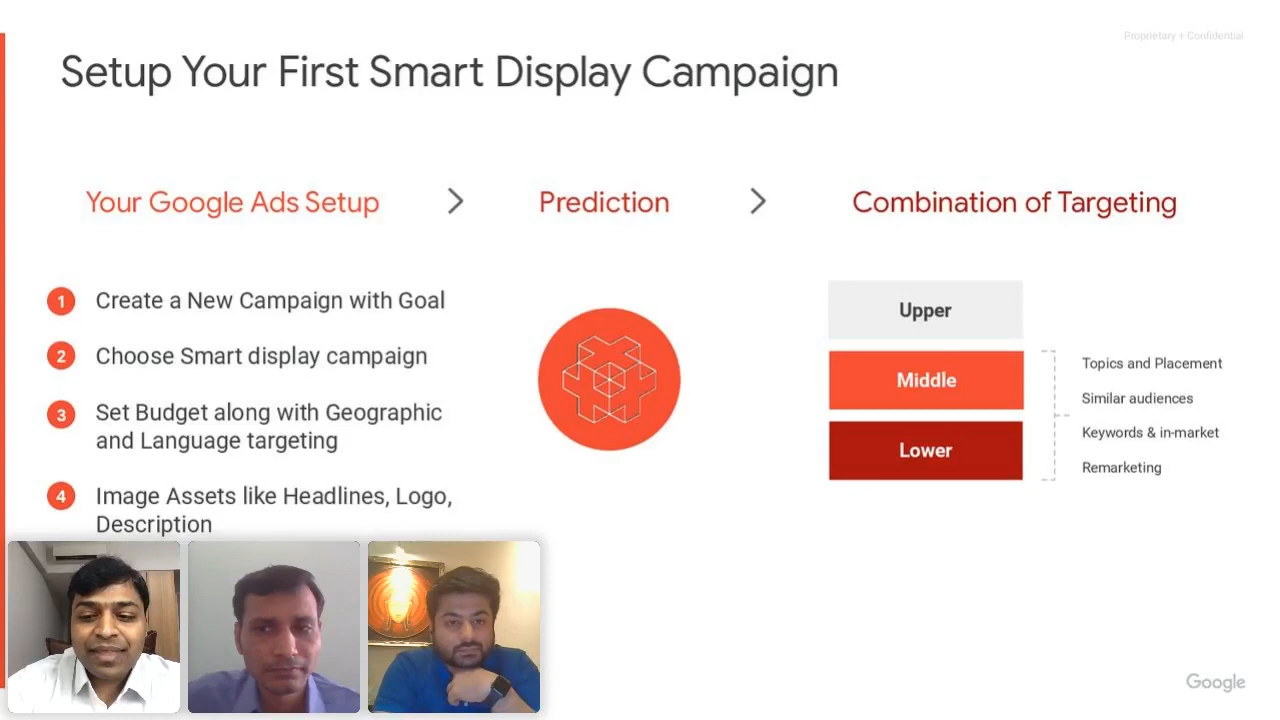 Proprietary + Confidential
Setup Your First Smart Display Campaign
Your Google Ads Setup
Prediction
Combination of Targeting
1 Create a New Campaign with Goal
2 Choose Smart display campaign
3 Set Budget along with Geographic
and Language targeting
4 Image Assets like Headlines, Logo,
Description
Upper
Middle
Lower
Topics and Placement
Similar audiences
Keywords & in-market
Remarketing
Google